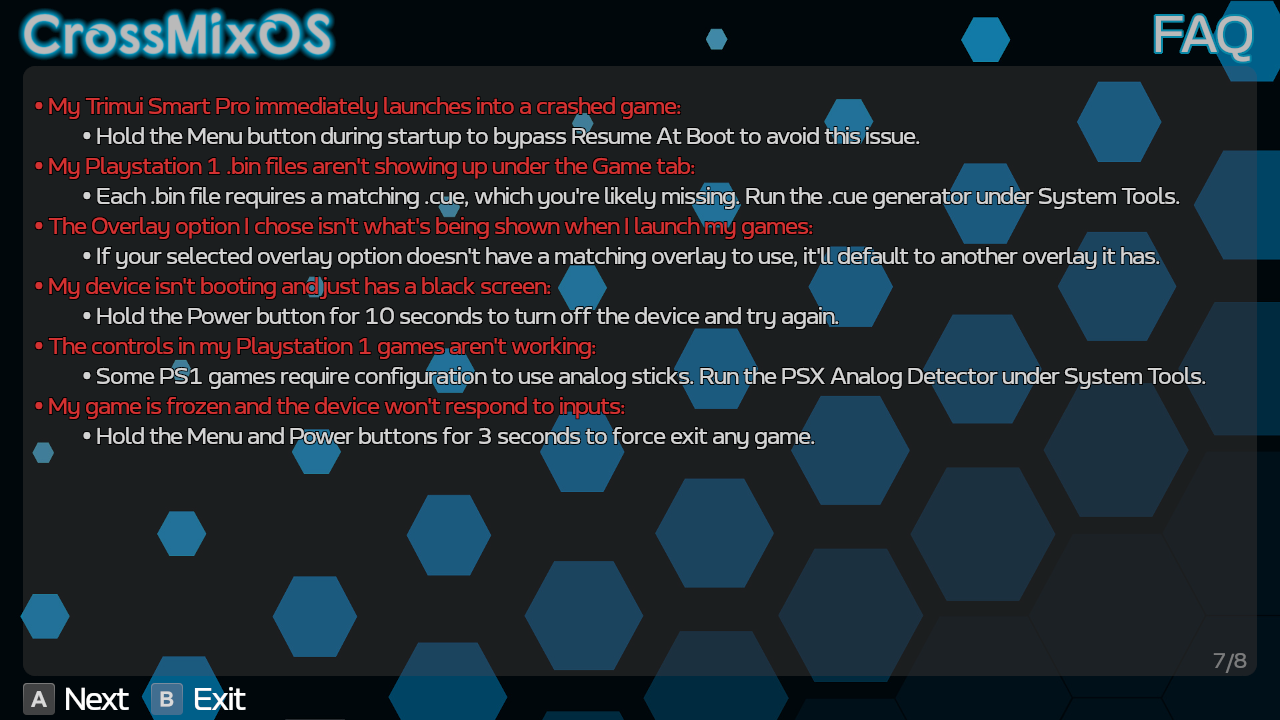 CrossMixOS
FAQ
• My Trimui Smart Pro immediately launches into a crashed game:
• Hold the Menu button during startup to bypass Resume At Boot to avoid this issue.
• My Playstation 1 .bin files aren't showing up under the Game tab:
• Each .bin file requires a matching .cue, which you're likely missing. Run the .cue generator under System Tools.
• The Overlay option I chose isn't what's being shown when I launch my games:
• If your selected overlay option doesn't have a matching overlay to use, it'll default to another overlay it has.
• My device isn't booting and just has a black screen:
• Hold the Power button for 10 seconds to turn off the device and try again.
• The controls in my Playstation 1 games aren't working:
• Some PS1 games require configuration to use analog sticks. Run the PSX Analog Detector under System Tools.
• My game is frozen and the device won't respond to inputs:
• Hold the Menu and Power buttons for 3 seconds to force exit any game.
7/8
A Next B Exit